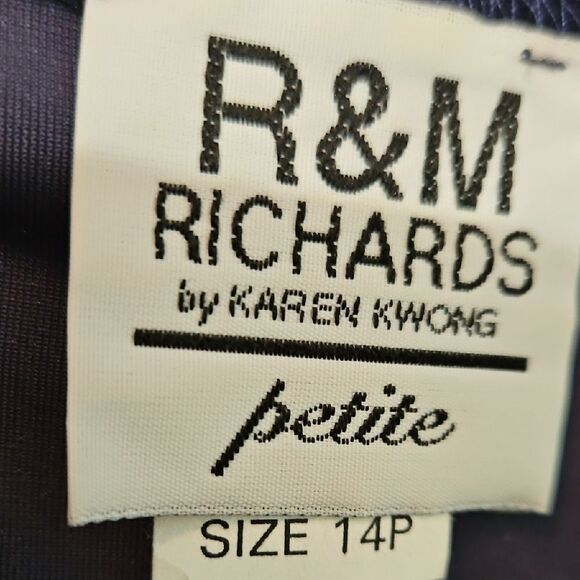 R&M
RICHARDS
by KAREN KWONG
petite
SIZE 14P